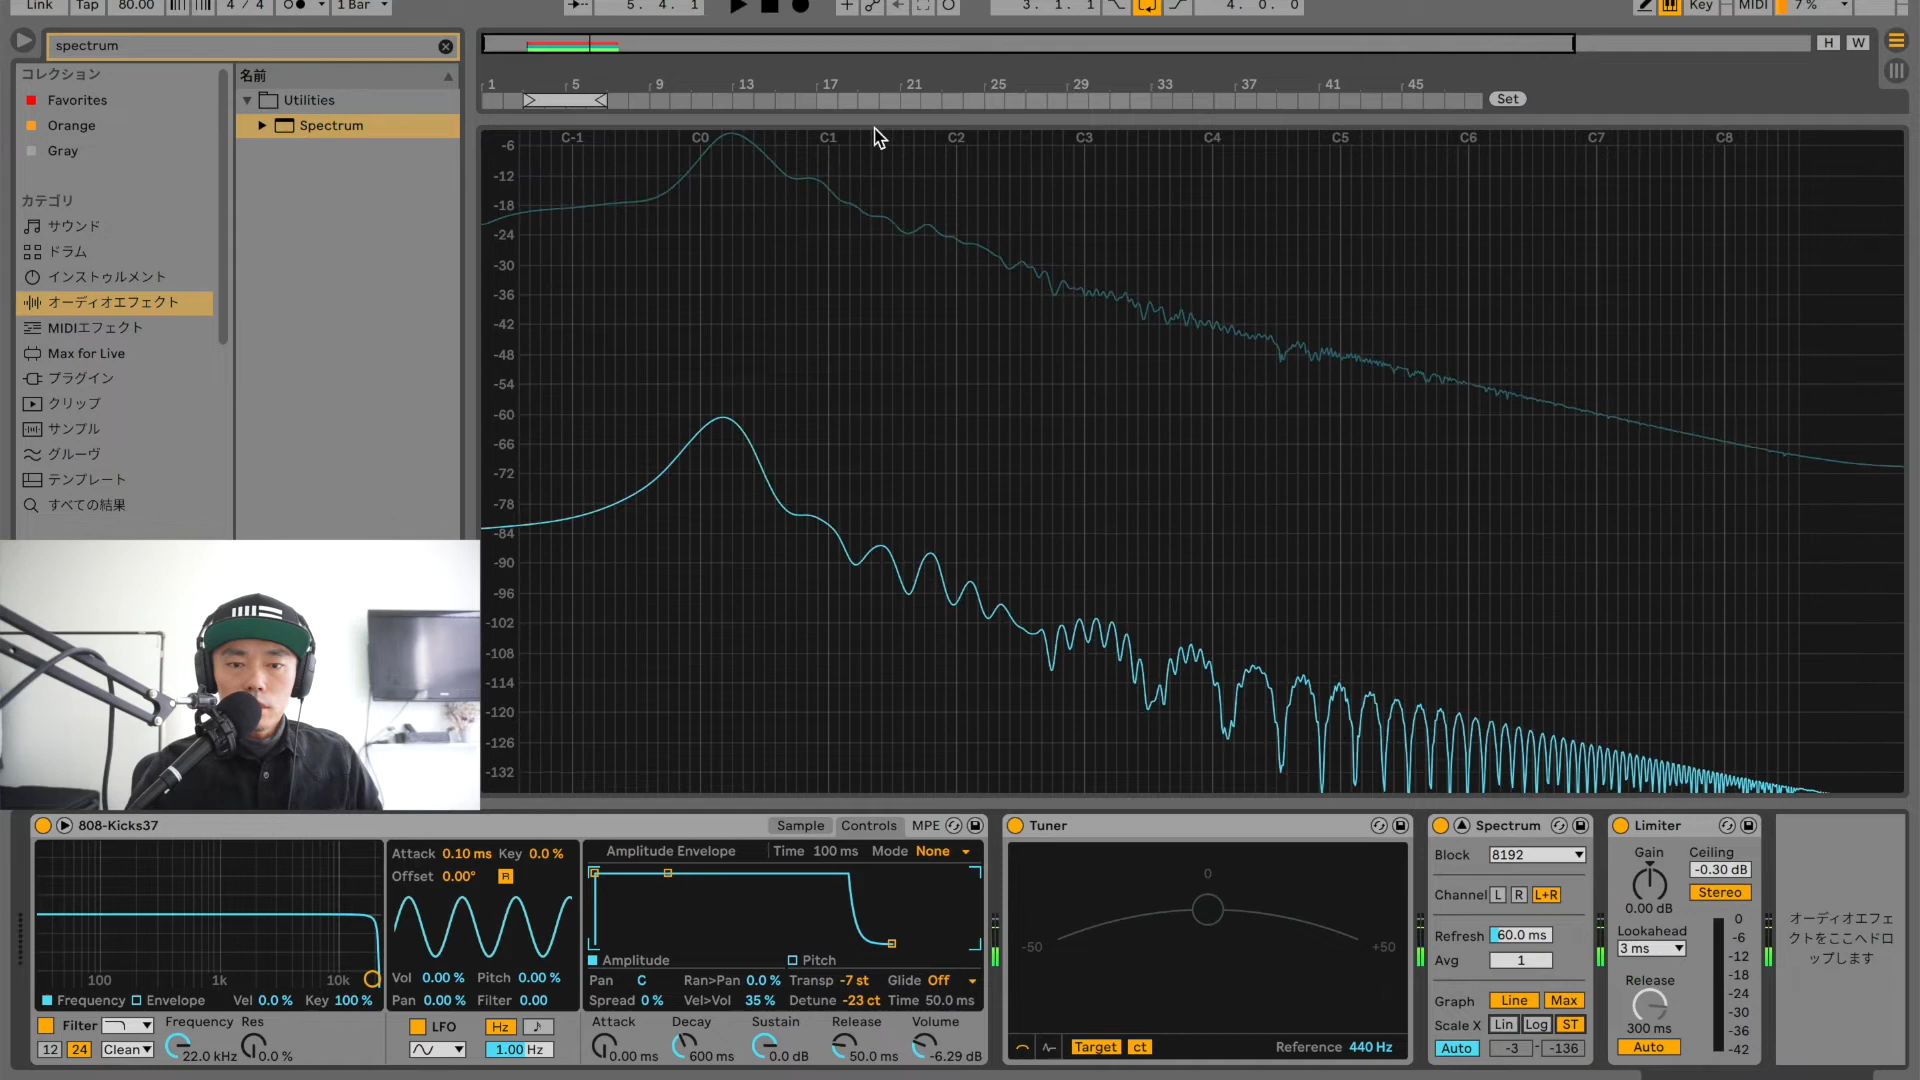 Link Tap 80.00 4 / 4 1 Bar 5. 4. 1 3. 1. 1 4. 0. 0 Key MIDI 7 %
spectrum
H W
コレクション
名前
Favorites
Orange
Gray
Utilities
Spectrum
カテゴリ
サウンド
ドラム
インストゥルメント
オーディオエフェクト
MIDIエフェクト
Max for Live
プラグイン
クリップ
サンプル
グルーヴ
テンプレート
すべての結果
1 5 9 13 17 21 25 29 33 37 41 45
Set
C-1 C0 C1 C2 C3 C4 C5 C6 C7 C8
-6
-12
-18
-24
-30
-36
-42
-48
-54
-60
-66
-72
-78
-84
-90
-96
-102
-108
-114
-120
-126
-132
808-Kicks37 Sample Controls MPE
100 1k 10k
Frequency Envelope Vel 0.0 % Key 100 %
Filter Frequency Res
12 24 Clean 22.0 kHz 0.0 %
Attack 0.10 ms Key 0.0 %
Offset 0.00° R
Vol 0.00 % Pitch 0.00 %
Pan 0.00 % Filter 0.00
LFO Hz
1.00 Hz
Amplitude Envelope Time 100 ms Mode None
Amplitude Pitch
Pan C Ran>Pan 0.0 % Transp -7 st Glide Off
Spread 0 % Vel>Vol 35 % Detune -23 ct Time 50.0 ms
Attack Decay Sustain Release Volume
0.00 ms 600 ms 0.0 dB 50.0 ms -6.29 dB
Tuner
0
-50 +50
Target ct Reference 440 Hz
Spectrum
Block 8192
Channel L R L+R
Refresh 60.0 ms
Avg 1
Graph Line Max
Scale X Lin Log ST
Auto -3 - -136
Limiter
Gain Ceiling
-0.30 dB
Stereo
0.00 dB
Lookahead
3 ms
Release
300 ms
Auto
0
-6
-12
-18
-24
-30
-36
-42
オーディオエフェ
クトをここへドロ
ップします